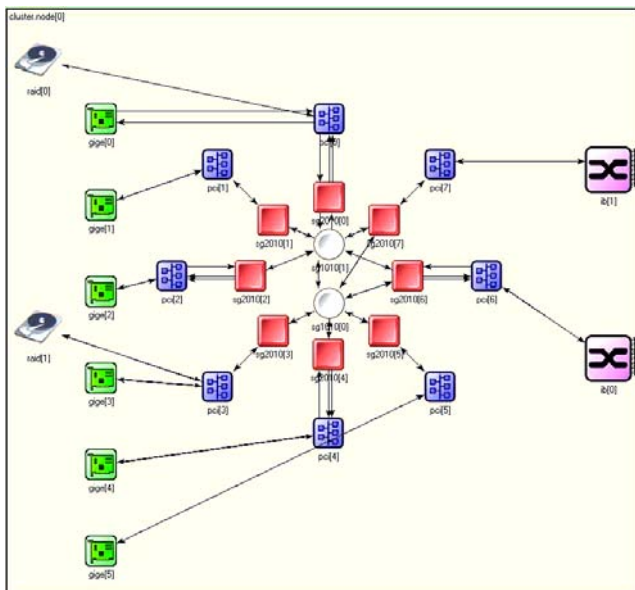 cluster.node[0]
raid[0]
gige[0]
pci[0]
gige[1]
pci[1]
pci[7]
ib[1]
sg2010[0]
sg2010[1]
sg2010[7]
sg1010[1]
gige[2]
pci[2]
sg2010[2]
sg2010[6]
pci[6]
sg1010[0]
raid[1]
sg2010[3]
sg2010[5]
ib[0]
gige[3]
pci[3]
sg2010[4]
pci[5]
gige[4]
pci[4]
gige[5]